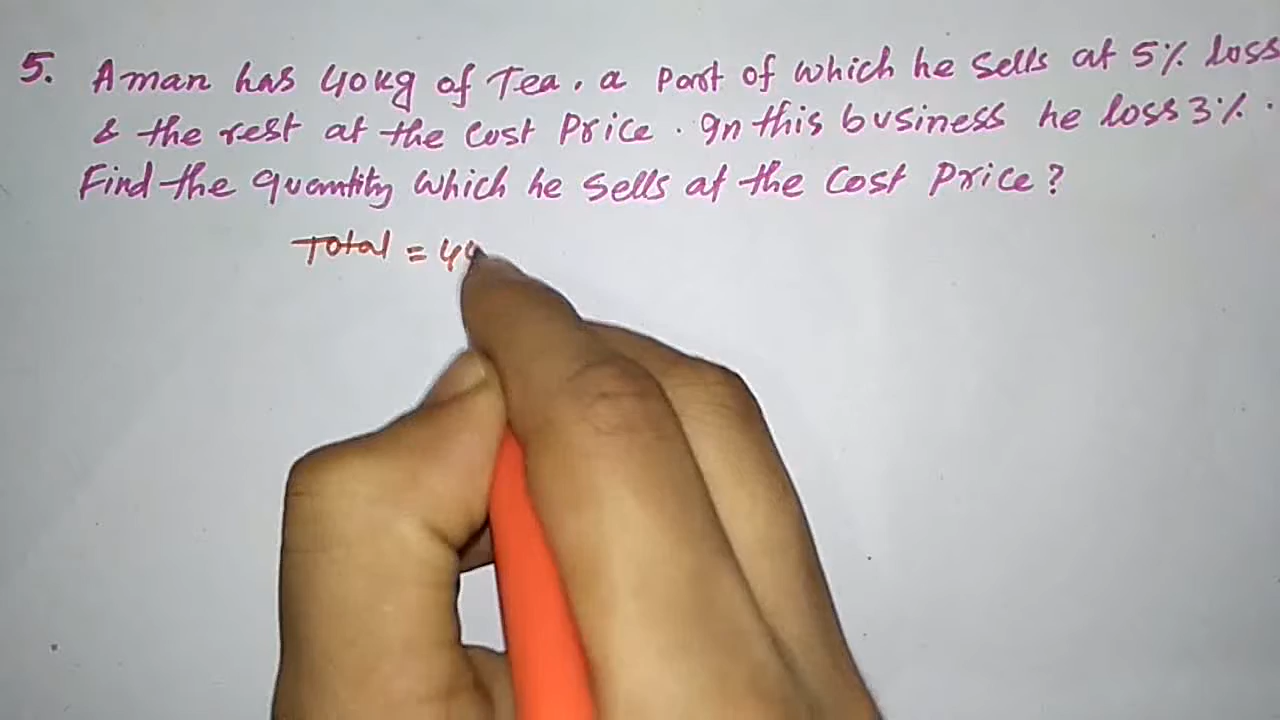 5. A man has 40kg of Tea. a part of which he sells at 5% loss
& the rest at the cost Price. In this business he loss 3%.
Find the quantity which he sells at the cost Price?
Total = 44